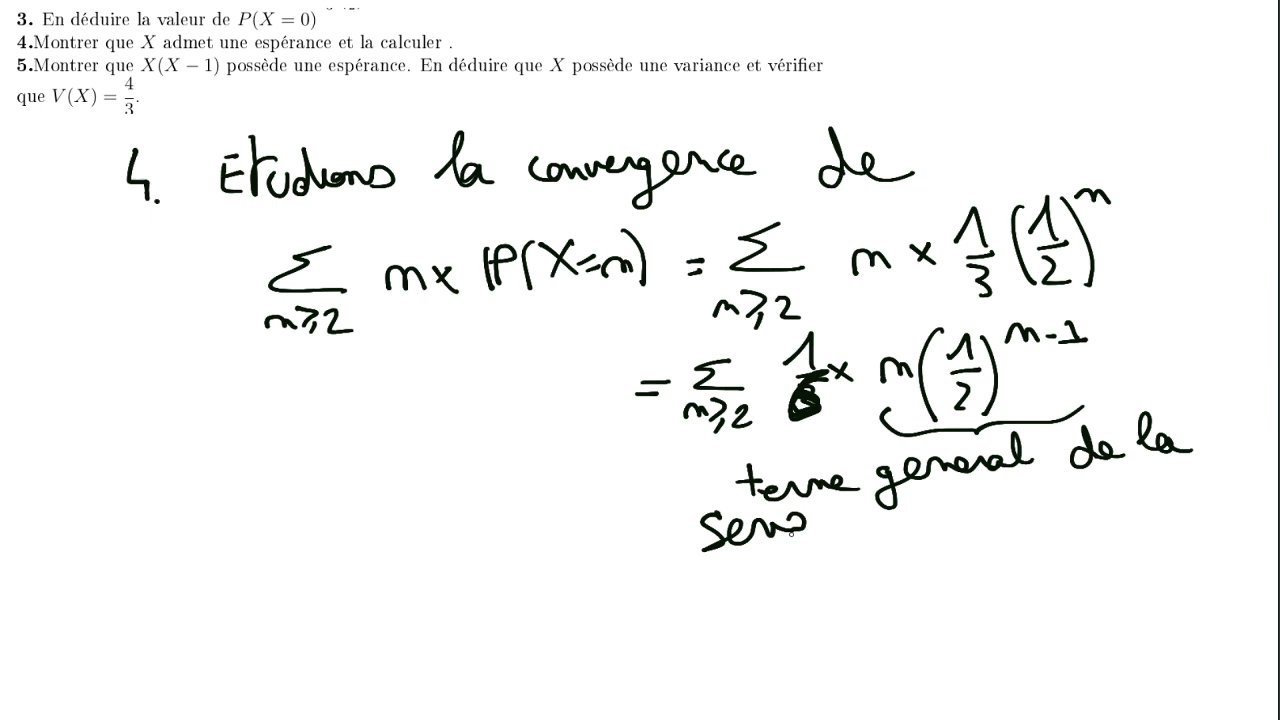 3. En déduire la valeur de P(X = 0)
4.Montrer que X admet une espérance et la calculer .
5.Montrer que X(X − 1) possède une espérance. En déduire que X possède une variance et vérifier
que V(X) = 4/3.
4. Etudions la convergence de
∑_{n≥2} n × P(X=n) = ∑_{n≥2} n × 1/3 (1/2)^n
= ∑_{n≥2} 1/6 × n(1/2)^{n-1}
terme general de la